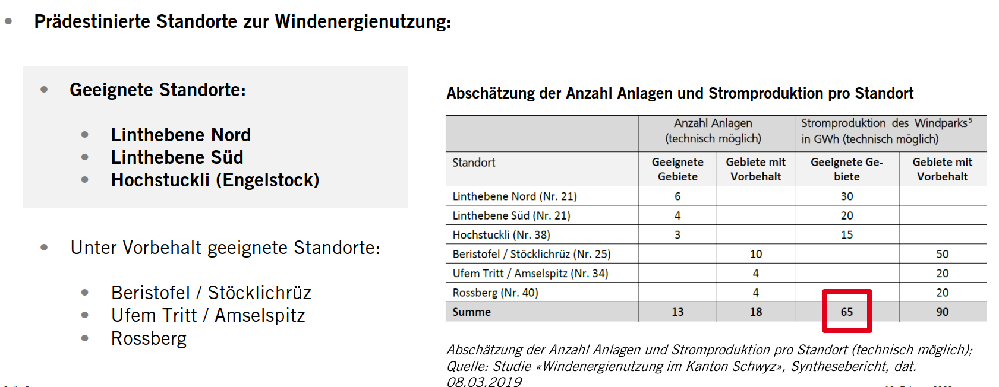 Prädestinierte Standorte zur Windenergienutzung:
Geeignete Standorte:
Linthebene Nord
Linthebene Süd
Hochstuckli (Engelstock)
Unter Vorbehalt geeignete Standorte:
Beristofel / Stöcklichrüz
Ufem Tritt / Amselspitz
Rossberg
Abschätzung der Anzahl Anlagen und Stromproduktion pro Standort
Anzahl Anlagen
(technisch möglich)
Stromproduktion des Windparks⁵
in GWh (technisch möglich)
Standort
Geeignete
Gebiete
Gebiete mit
Vorbehalt
Geeignete Ge-
biete
Gebiete mit
Vorbehalt
Linthebene Nord (Nr. 21) 6 30
Linthebene Süd (Nr. 21) 4 20
Hochstuckli (Nr. 38) 3 15
Beristofel / Stöcklichrüz (Nr. 25) 10 50
Ufem Tritt / Amselspitz (Nr. 34) 4 20
Rossberg (Nr. 40) 4 20
Summe 13 18 65 90
Abschätzung der Anzahl Anlagen und Stromproduktion pro Standort (technisch möglich);
Quelle: Studie «Windenergienutzung im Kanton Schwyz», Synthesebericht, dat.
08.03.2019